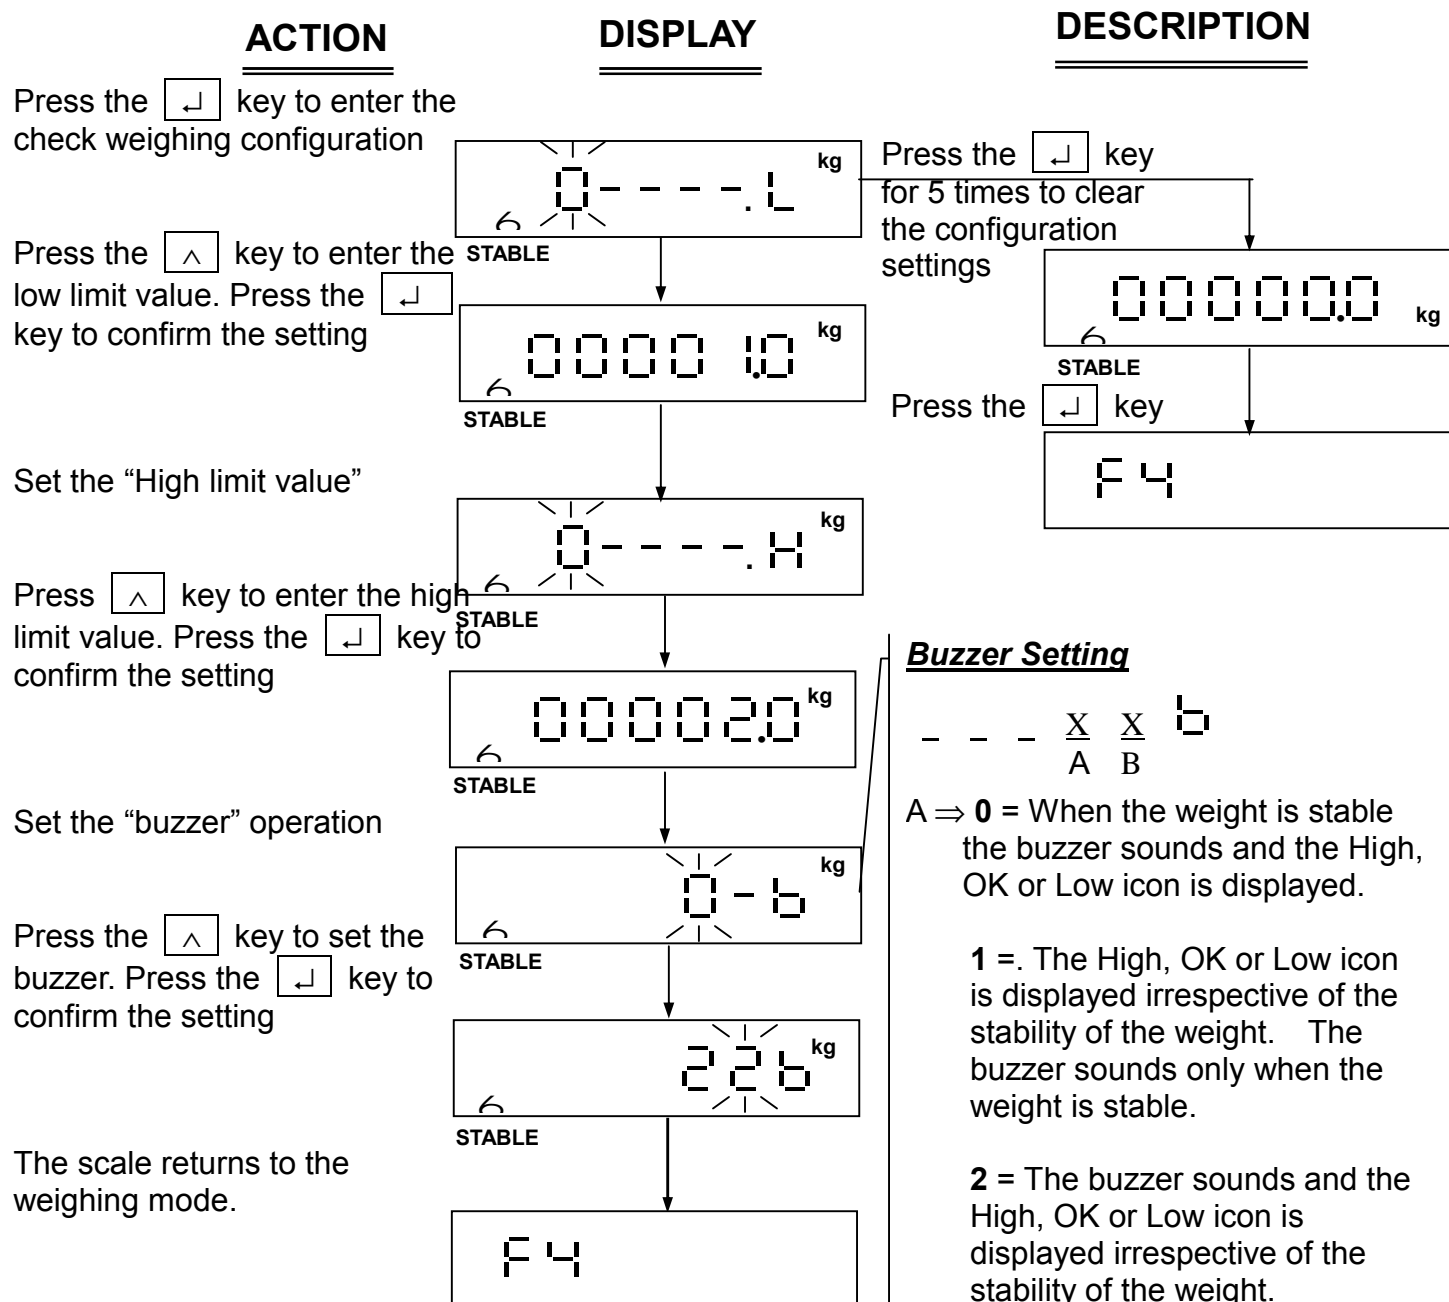 ACTION
DISPLAY
DESCRIPTION
Press the ↵ key to enter the
check weighing configuration
0----.L kg
STABLE
Press the ↵ key
for 5 times to clear
the configuration
settings
Press the ^ key to enter the
low limit value. Press the ↵
key to confirm the setting
00001.0 kg
STABLE
00000.0 kg
STABLE
Press the ↵ key
F4
Set the “High limit value”
0----.H kg
STABLE
Press ^ key to enter the high
limit value. Press the ↵ key to
confirm the setting
00002.0 kg
STABLE
Set the “buzzer” operation
0-b kg
STABLE
Press the ^ key to set the
buzzer. Press the ↵ key to
confirm the setting
22b kg
STABLE
The scale returns to the
weighing mode.
F4
Buzzer Setting
– – – X X b
A B
A ⇒ 0 = When the weight is stable
the buzzer sounds and the High,
OK or Low icon is displayed.
1 =. The High, OK or Low icon
is displayed irrespective of the
stability of the weight. The
buzzer sounds only when the
weight is stable.
2 = The buzzer sounds and the
High, OK or Low icon is
displayed irrespective of the
stability of the weight.